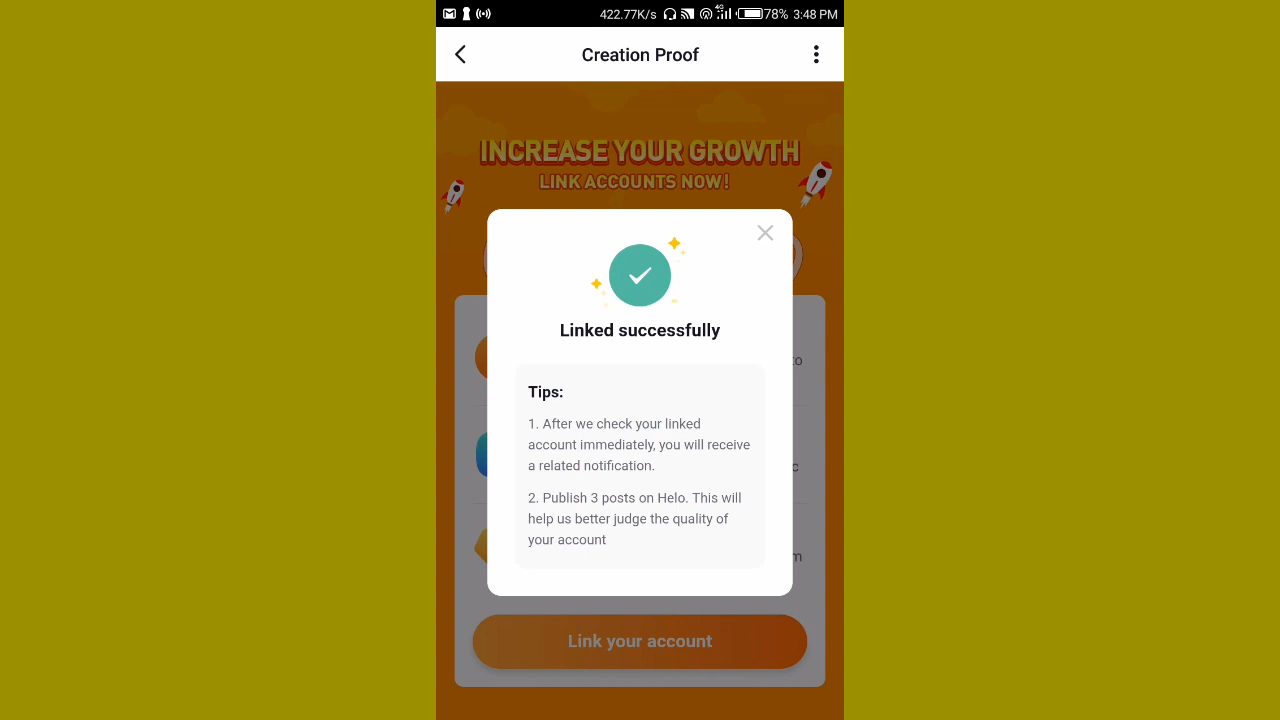 422.77K/s 4G 78% 3:48 PM
Creation Proof
INCREASE YOUR GROWTH
LINK ACCOUNTS NOW!
Linked successfully
Tips:
1. After we check your linked
account immediately, you will receive
a related notification.
2. Publish 3 posts on Helo. This will
help us better judge the quality of
your account
to
c
m
Link your account